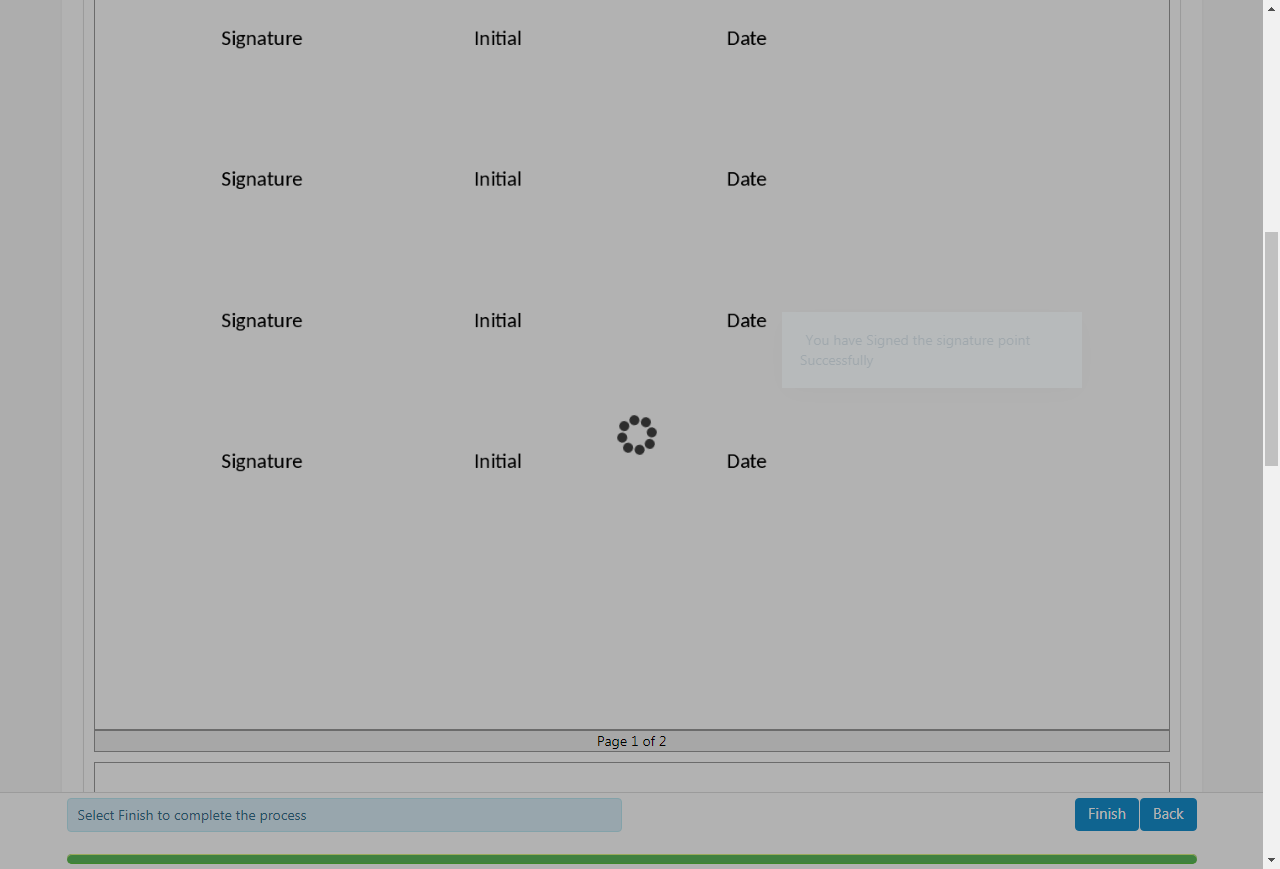 Signature Initial Date
Signature Initial Date
Signature Initial Date
You have Signed the signature point
Successfully
Signature Initial Date
Page 1 of 2
Select Finish to complete the process
Finish Back